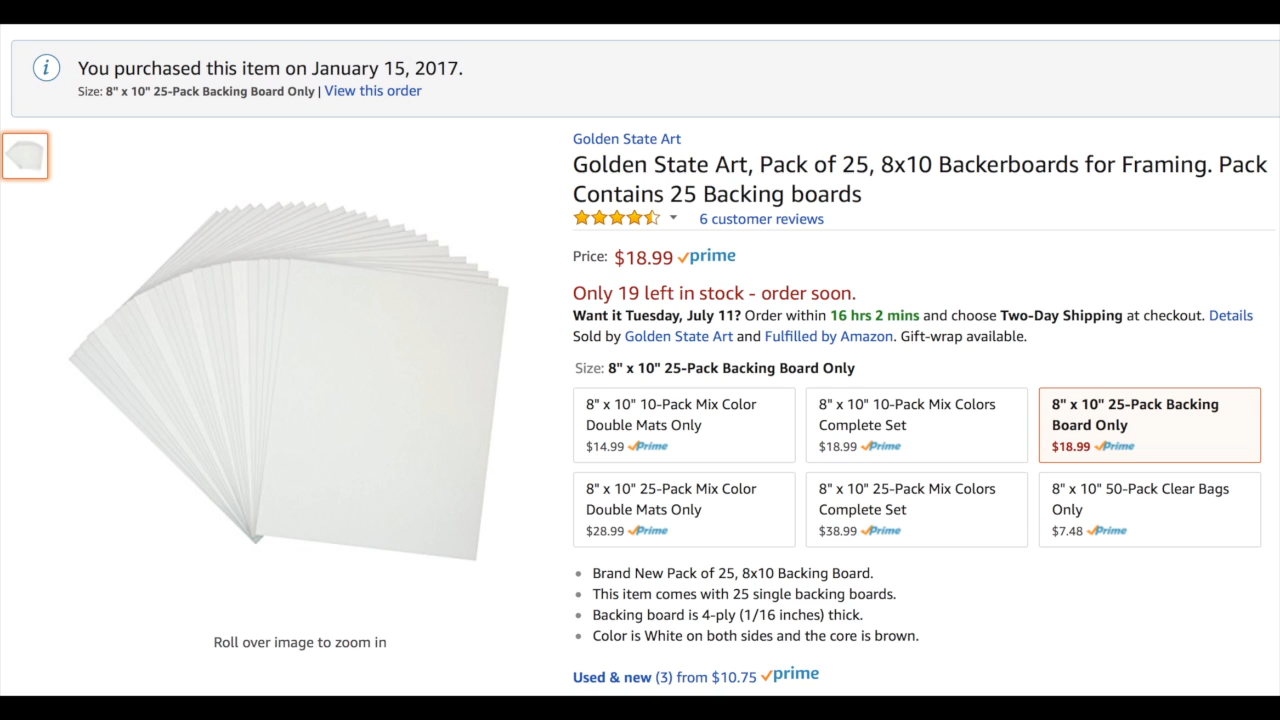 You purchased this item on January 15, 2017.
Size: 8" x 10" 25-Pack Backing Board Only | View this order
Golden State Art
Golden State Art, Pack of 25, 8x10 Backerboards for Framing. Pack
Contains 25 Backing boards
6 customer reviews
Price: $18.99 prime
Only 19 left in stock - order soon.
Want it Tuesday, July 11? Order within 16 hrs 2 mins and choose Two-Day Shipping at checkout. Details
Sold by Golden State Art and Fulfilled by Amazon. Gift-wrap available.
Size: 8" x 10" 25-Pack Backing Board Only
8" x 10" 10-Pack Mix Color
Double Mats Only
$14.99 Prime
8" x 10" 10-Pack Mix Colors
Complete Set
$18.99 Prime
8" x 10" 25-Pack Backing
Board Only
$18.99 Prime
8" x 10" 25-Pack Mix Color
Double Mats Only
$28.99 Prime
8" x 10" 25-Pack Mix Colors
Complete Set
$38.99 Prime
8" x 10" 50-Pack Clear Bags
Only
$7.48 Prime
Brand New Pack of 25, 8x10 Backing Board.
This item comes with 25 single backing boards.
Backing board is 4-ply (1/16 inches) thick.
Color is White on both sides and the core is brown.
Roll over image to zoom in
Used & new (3) from $10.75 prime